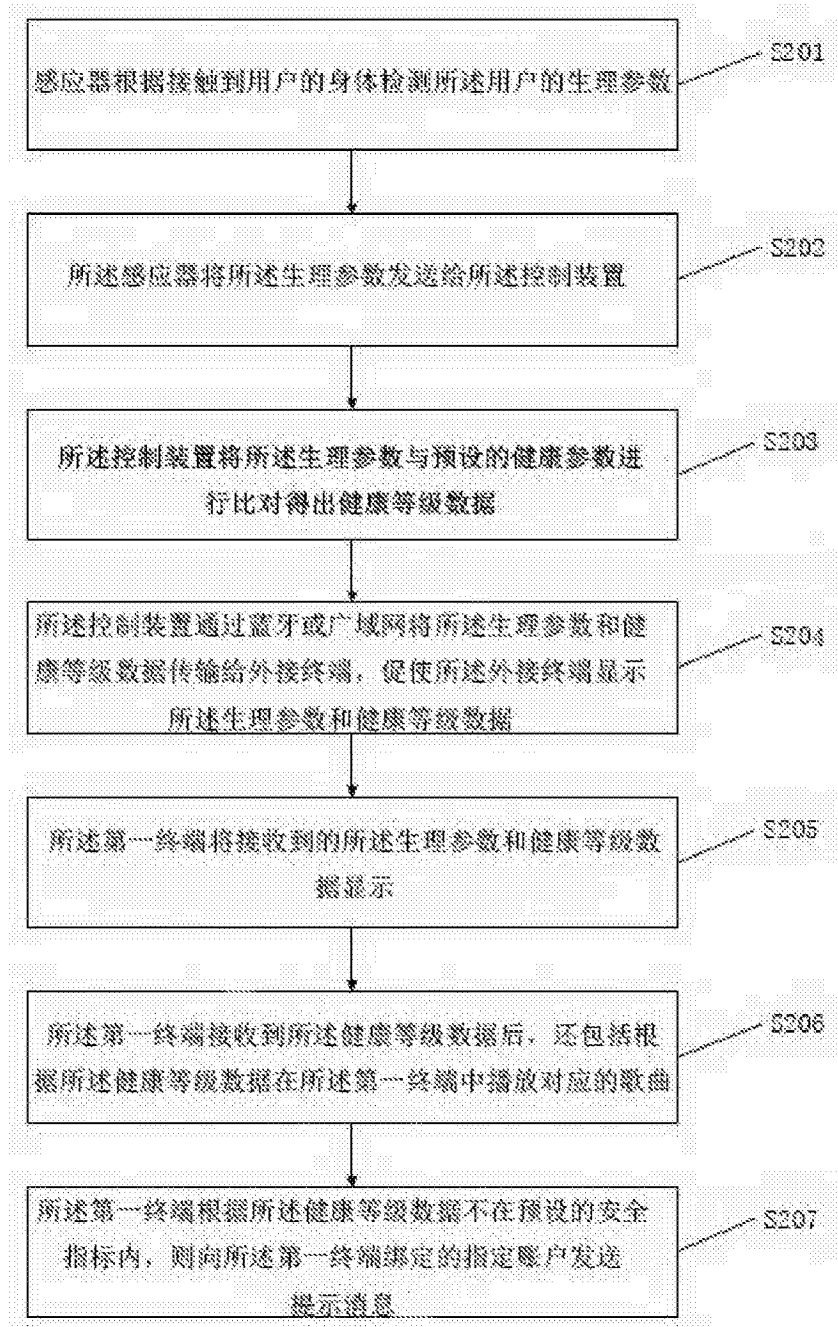 感应器根据接触到用户的身体检测所述用户的生理参数
S201
所述感应器将所述生理参数发送给所述控制装置
S202
所述控制装置将所述生理参数与预设的健康参数进
行比对得出健康等级数据
S203
所述控制装置通过蓝牙或广域网将所述生理参数和健
康等级数据传输给外接终端，促使所述外接终端显示
所述生理参数和健康等级数据
S204
所述第一终端将接收到的所述生理参数和健康等级数
据显示
S205
所述第一终端接收到所述健康等级数据后，还包括根
据所述健康等级数据在所述第一终端中播放对应的歌曲
S206
所述第一终端根据所述健康等级数据不在预设的安全
指标内，则向所述第一终端绑定的指定账户发送
提示消息
S207